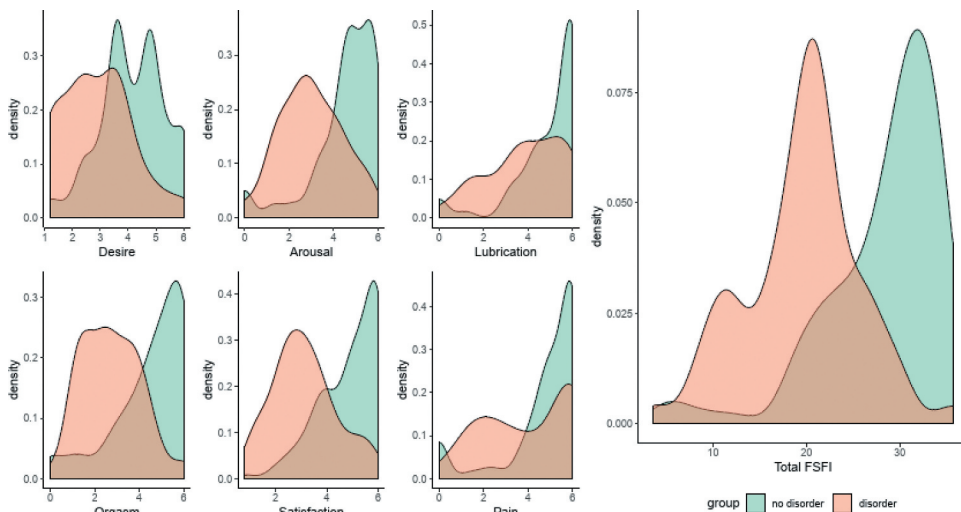 density
0.3
0.2
0.1
0.0
1 2 3 4 5 6
Desire
density
0.3
0.2
0.1
0.0
0 2 4 6
Arousal
density
0.5
0.4
0.3
0.2
0.1
0.0
0 2 4 6
Lubrication
density
0.3
0.2
0.1
0.0
0 2 4 6
Orgasm
density
0.4
0.3
0.2
0.1
0.0
2 4 6
Satisfaction
density
0.4
0.3
0.2
0.1
0.0
0 2 4 6
Pain
density
0.075
0.050
0.025
0.000
10 20 30
Total FSFI
group no disorder disorder